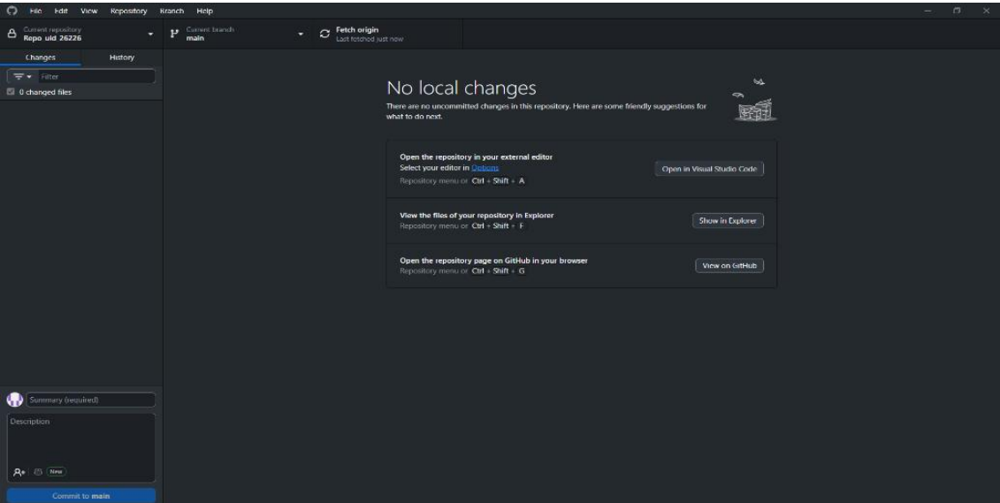 File Edit View Repository Branch Help
Current repository
Repo uid 26226
Current branch
main
Fetch origin
Last fetched just now
Changes History
Filter
0 changed files
No local changes
There are no uncommitted changes in this repository. Here are some friendly suggestions for
what to do next.
Open the repository in your external editor
Select your editor in Options
Repository menu or Ctrl + Shift + A
Open in Visual Studio Code
View the files of your repository in Explorer
Repository menu or Ctrl + Shift + F
Show in Explorer
Open the repository page on GitHub in your browser
Repository menu or Ctrl + Shift + G
View on GitHub
Summary (required)
Description
New
Commit to main